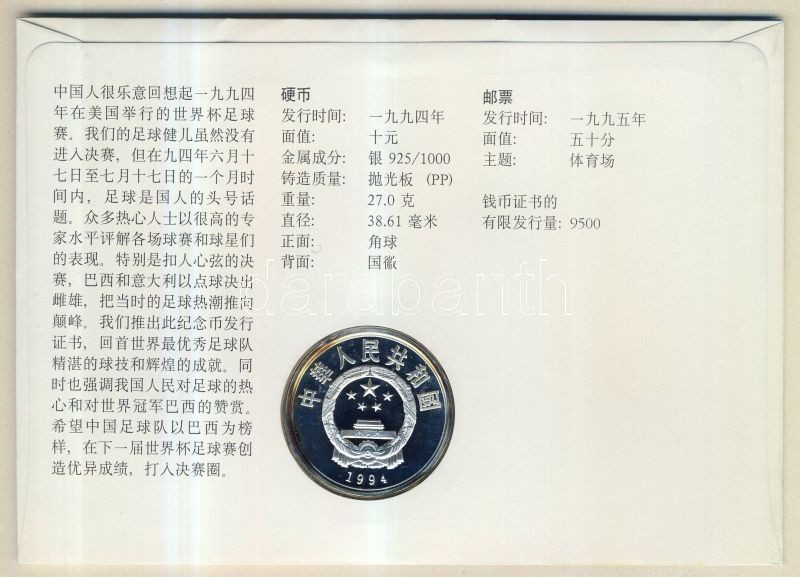 中国人很乐意回想起一九九四
年在美国举行的世界杯足球
赛。我们的足球健儿虽然没有
进入决赛，但在九四年六月十
七日至七月十七日的一个月时
间内，足球是国人的头号话
题。众多热心人士以很高的专
家水平评解各场球赛和球星们
的表现。特别是扣人心弦的决
赛，巴西和意大利以点球决出
雌雄，把当时的足球热潮推向
颠峰。我们推出此纪念币发行
证书，回首世界最优秀足球队
精湛的球技和辉煌的成就。同
时也强调我国人民对足球的热
心和对世界冠军巴西的赞赏。
希望中国足球队以巴西为榜
样，在下一届世界杯足球赛创
造优异成绩，打入决赛圈。
硬币
发行时间: 一九九四年
面值: 十元
金属成分: 银 925/1000
铸造质量: 抛光板 (PP)
重量: 27.0 克
直径: 38.61 毫米
正面: 角球
背面: 国徽
邮票
发行时间: 一九九五年
面值: 五十分
主题: 体育场
钱币证书的
有限发行量: 9500
darabanth
中華人民共和國
1994